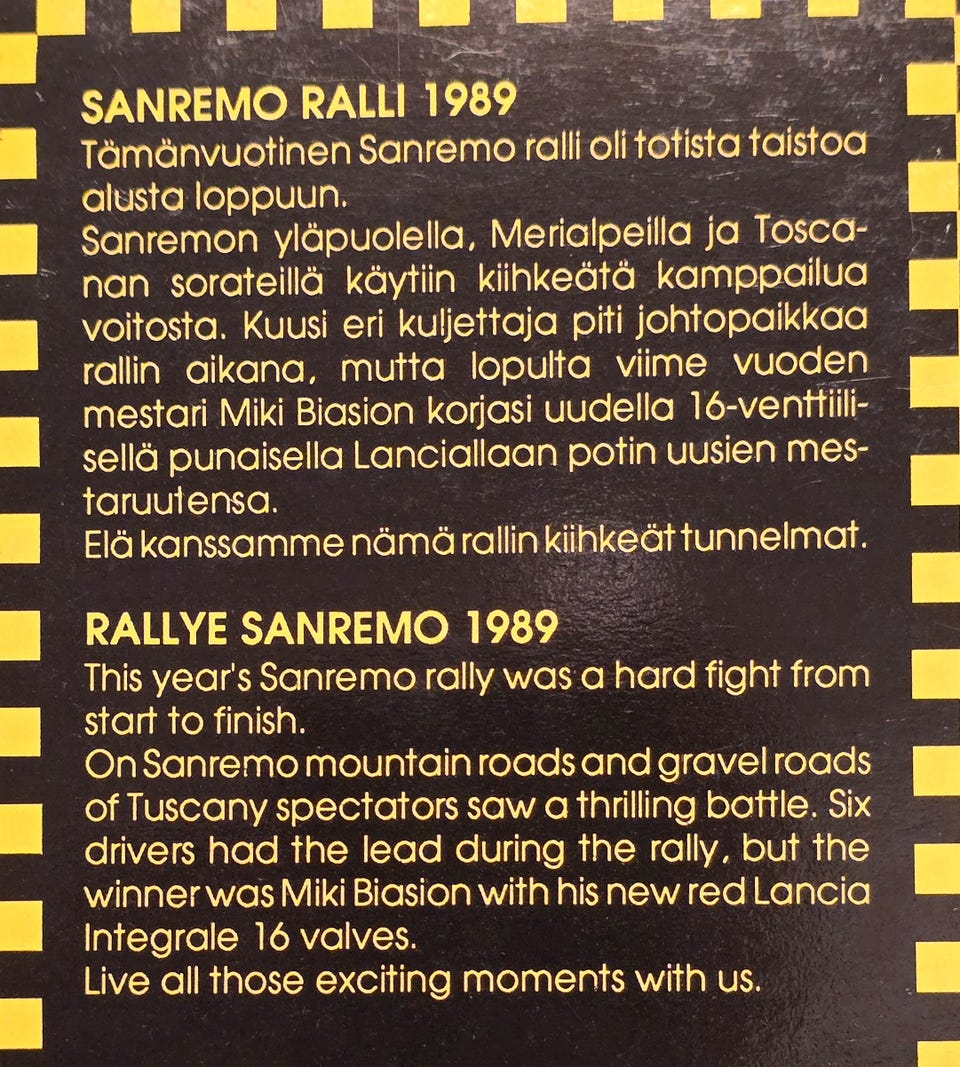 SANREMO RALLI 1989
Tämänvuotinen Sanremo ralli oli totista taistoa
alusta loppuun.
Sanremon yläpuolella, Merialpeilla ja Tosca-
nan sorateillä käytiin kiihkeätä kamppailua
voitosta. Kuusi eri kuljettaja piti johtopaikkaa
rallin aikana, mutta lopulta viime vuoden
mestari Miki Biasion korjasi uudella 16-venttiili-
sellä punaisella Lanciallaan potin uusien mes-
taruutensa.
Elä kanssamme nämä rallin kiihkeät tunnelmat.
RALLYE SANREMO 1989
This year's Sanremo rally was a hard fight from
start to finish.
On Sanremo mountain roads and gravel roads
of Tuscany spectators saw a thrilling battle. Six
drivers had the lead during the rally, but the
winner was Miki Biasion with his new red Lancia
Integrale 16 valves.
Live all those exciting moments with us.